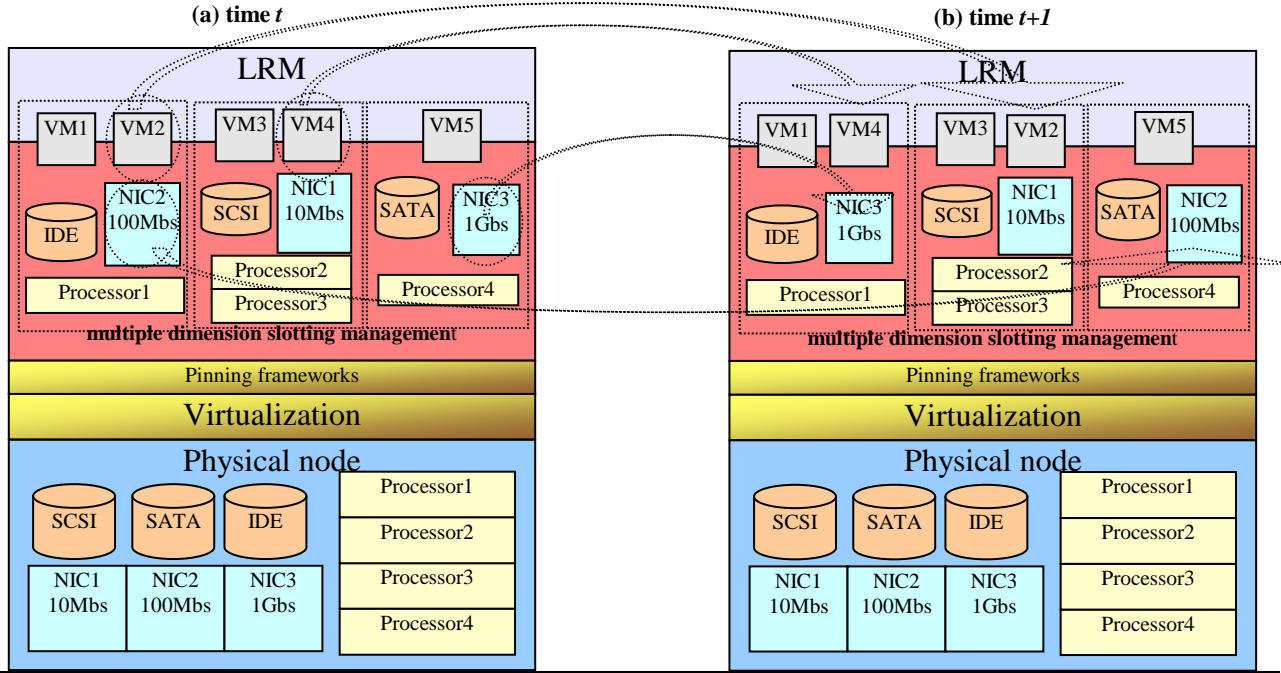 (a) time t
LRM
VM1
VM2
VM3
VM4
VM5
IDE
NIC2
100Mbs
SCSI
NIC1
10Mbs
SATA
NIC3
1Gbs
Processor1
Processor2
Processor3
Processor4
multiple dimension slotting management
Pinning frameworks
Virtualization
Physical node
SCSI
SATA
IDE
NIC1
10Mbs
NIC2
100Mbs
NIC3
1Gbs
Processor1
Processor2
Processor3
Processor4
(b) time t+1
LRM
VM1
VM4
VM3
VM2
VM5
IDE
NIC3
1Gbs
SCSI
NIC1
10Mbs
SATA
NIC2
100Mbs
Processor1
Processor2
Processor3
Processor4
multiple dimension slotting management
Pinning frameworks
Virtualization
Physical node
SCSI
SATA
IDE
NIC1
10Mbs
NIC2
100Mbs
NIC3
1Gbs
Processor1
Processor2
Processor3
Processor4